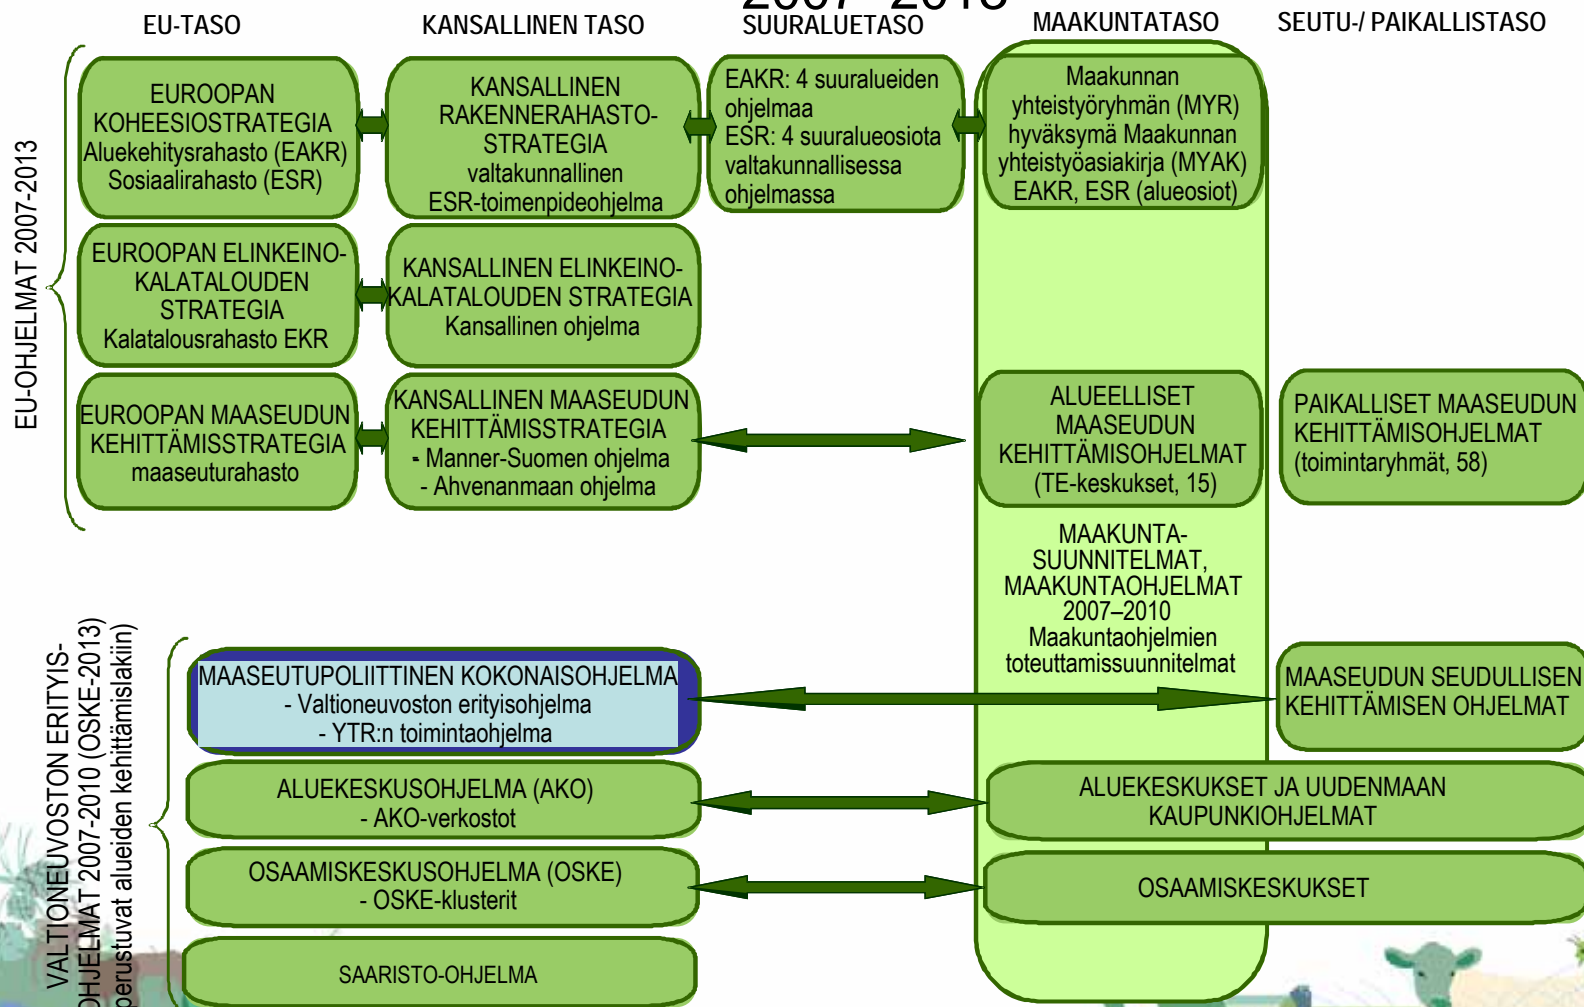 2007–2013
EU-TASO
KANSALLINEN TASO
SUURALUETASO
MAAKUNTATASO
SEUTU-/ PAIKALLISTASO
EU-OHJELMAT 2007-2013
EUROOPAN
KOHEESIOSTRATEGIA
Aluekehitysrahasto (EAKR)
Sosiaalirahasto (ESR)
KANSALLINEN
RAKENNERAHASTO-
STRATEGIA
valtakunnallinen
ESR-toimenpideohjelma
EAKR: 4 suuralueiden
ohjelmaa
ESR: 4 suuralueosiota
valtakunnallisessa
ohjelmassa
Maakunnan
yhteistyöryhmän (MYR)
hyväksymä Maakunnan
yhteistyöasiakirja (MYAK)
EAKR, ESR (alueosiot)
EUROOPAN ELINKEINO-
KALATALOUDEN
STRATEGIA
Kalatalousrahasto EKR
KANSALLINEN ELINKEINO-
KALATALOUDEN STRATEGIA
Kansallinen ohjelma
EUROOPAN MAASEUDUN
KEHITTÄMISSTRATEGIA
maaseuturahasto
KANSALLINEN MAASEUDUN
KEHITTÄMISSTRATEGIA
- Manner-Suomen ohjelma
- Ahvenanmaan ohjelma
ALUEELLISET
MAASEUDUN
KEHITTÄMISOHJELMAT
(TE-keskukset, 15)
PAIKALLISET MAASEUDUN
KEHITTÄMISOHJELMAT
(toimintaryhmät, 58)
MAAKUNTA-
SUUNNITELMAT,
MAAKUNTAOHJELMAT
2007–2010
Maakuntaohjelmien
toteuttamissuunnitelmat
VALTIONEUVOSTON ERITYIS-
OHJELMAT 2007-2010 (OSKE-2013)
perustuvat alueiden kehittämislakiin)
MAASEUTUPOLIITTINEN KOKONAISOHJELMA
- Valtioneuvoston erityisohjelma
- YTR:n toimintaohjelma
MAASEUDUN SEUDULLISEN
KEHITTÄMISEN OHJELMAT
ALUEKESKUSOHJELMA (AKO)
- AKO-verkostot
ALUEKESKUKSET JA UUDENMAAN
KAUPUNKIOHJELMAT
OSAAMISKESKUSOHJELMA (OSKE)
- OSKE-klusterit
OSAAMISKESKUKSET
SAARISTO-OHJELMA